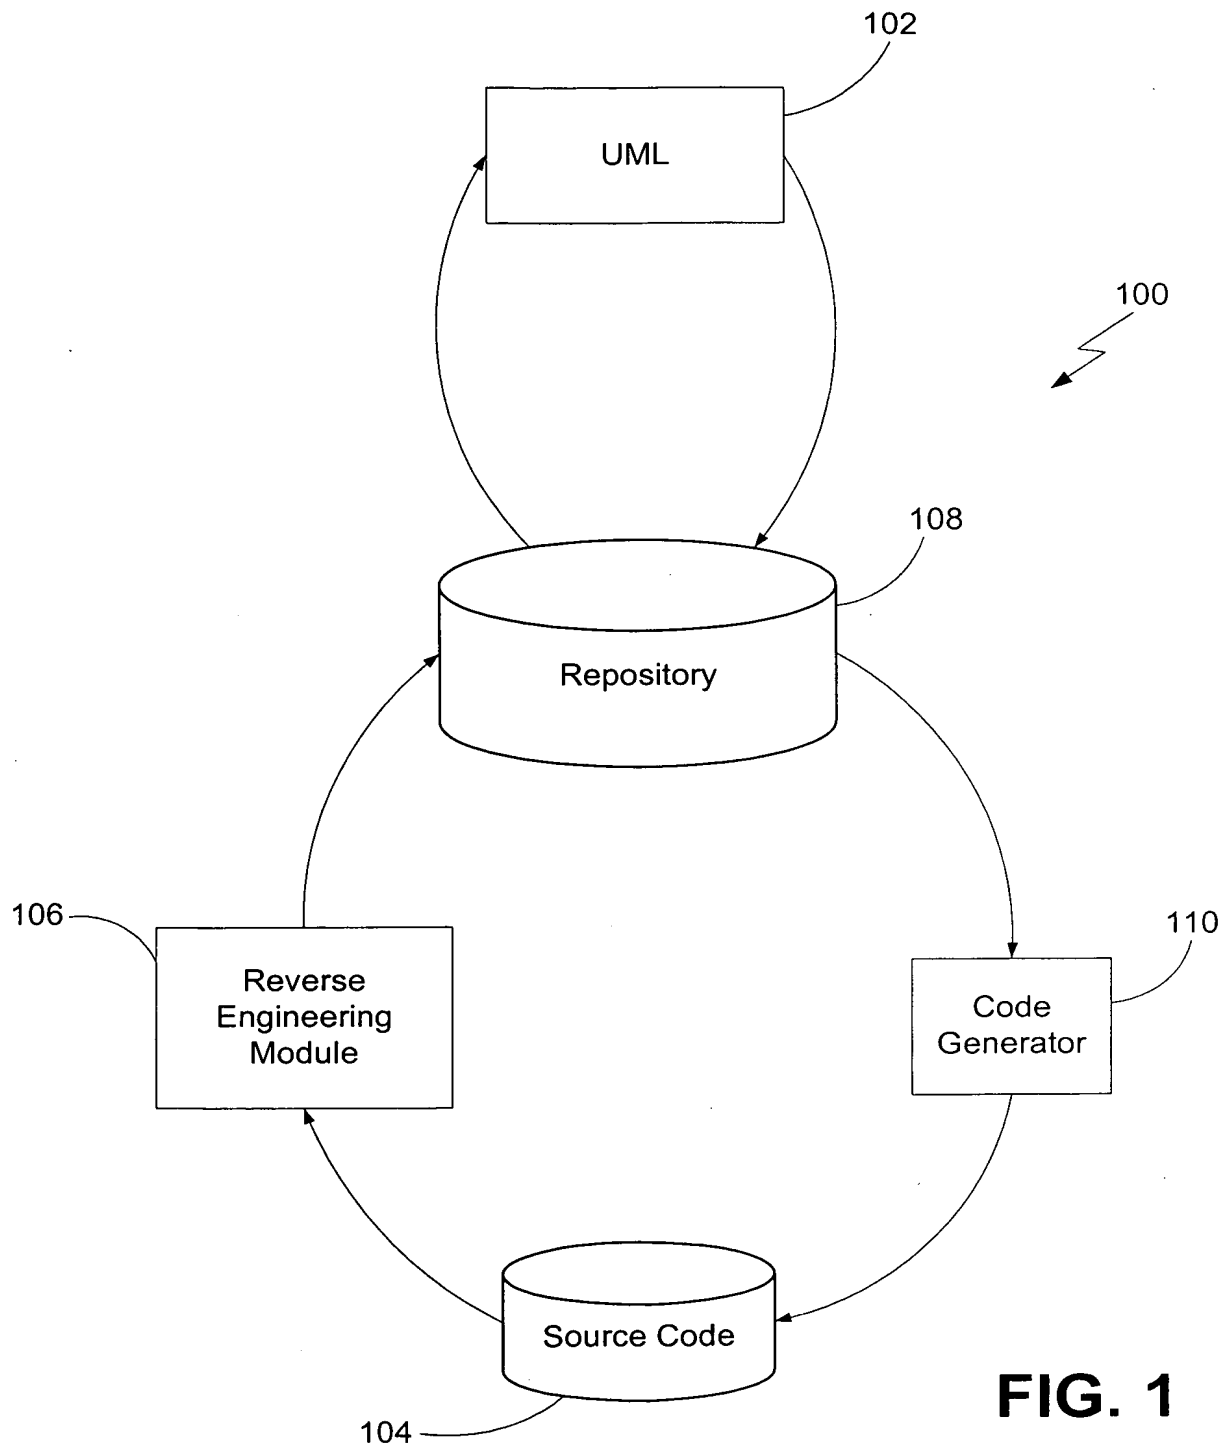 102
UML
100
108
Repository
106
Reverse
Engineering
Module
110
Code
Generator
Source Code
104
FIG. 1